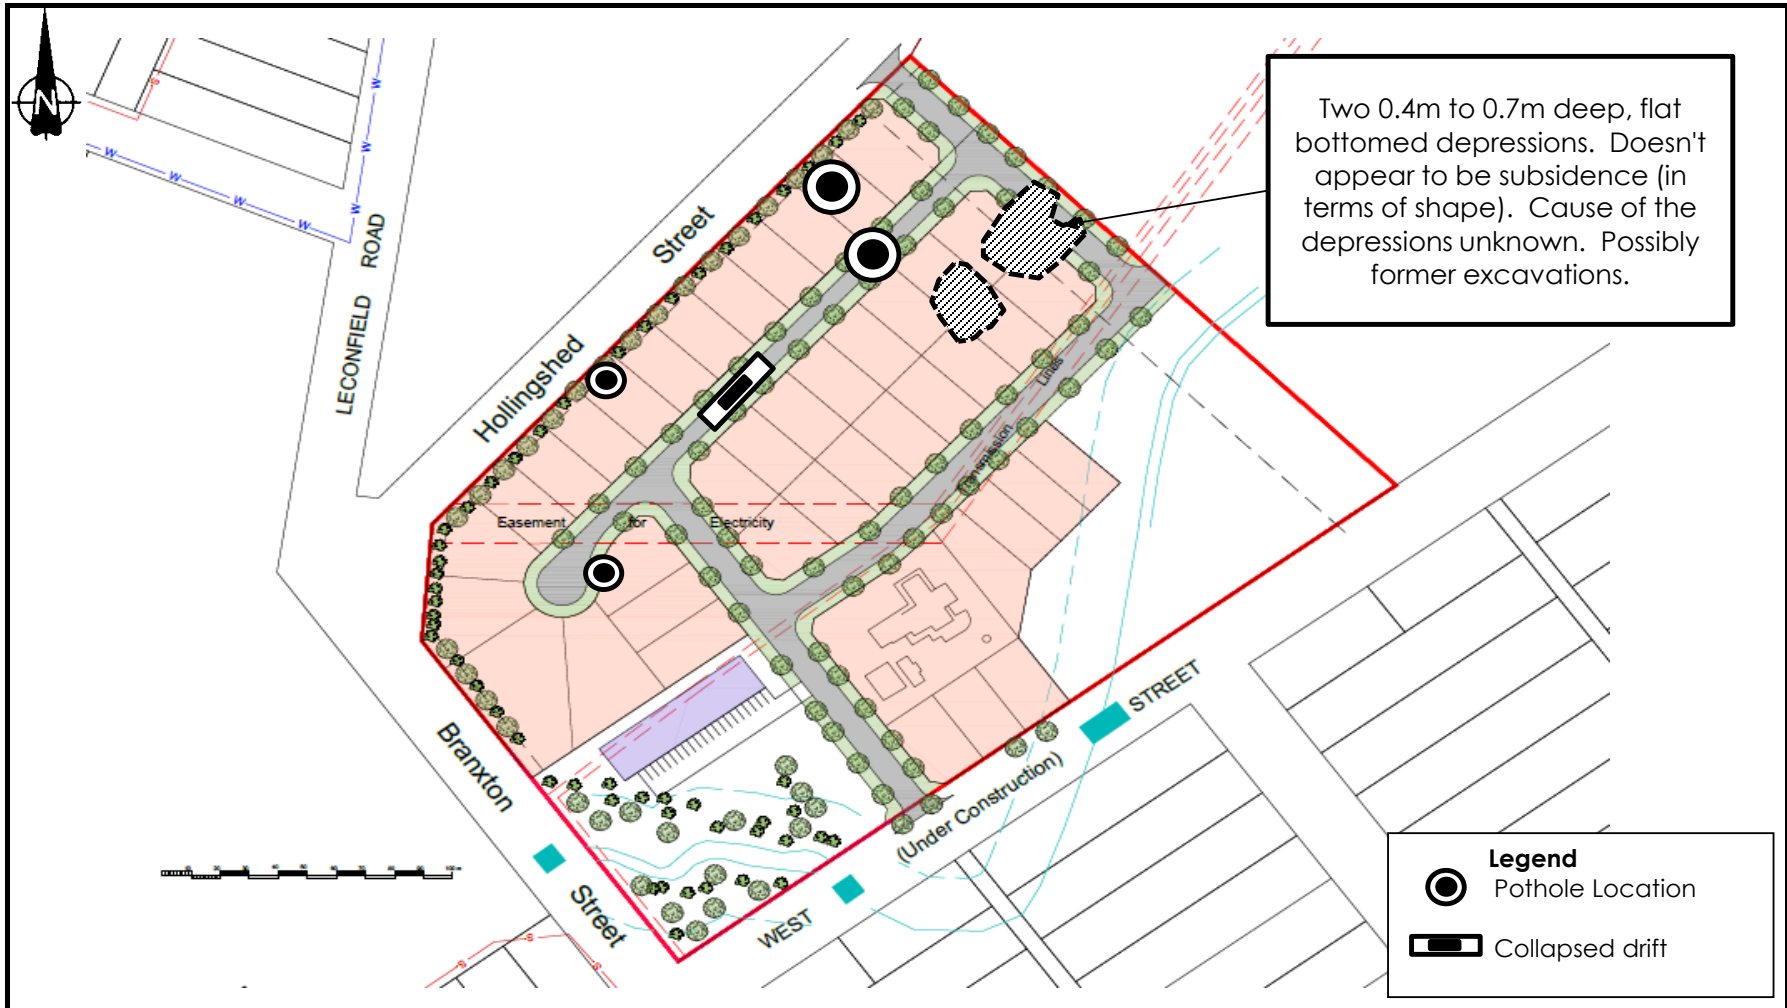 N
Two 0.4m to 0.7m deep, flat
bottomed depressions. Doesn't
appear to be subsidence (in
terms of shape). Cause of the
depressions unknown. Possibly
former excavations.
S
W
W
W
W
W
W
W
LECONFIELD ROAD
Hollingshed Street
Lines
Easement for Electricity
Branxton Street
WEST STREET
(Under Construction)
S
S
S
Legend
Pothole Location
Collapsed drift